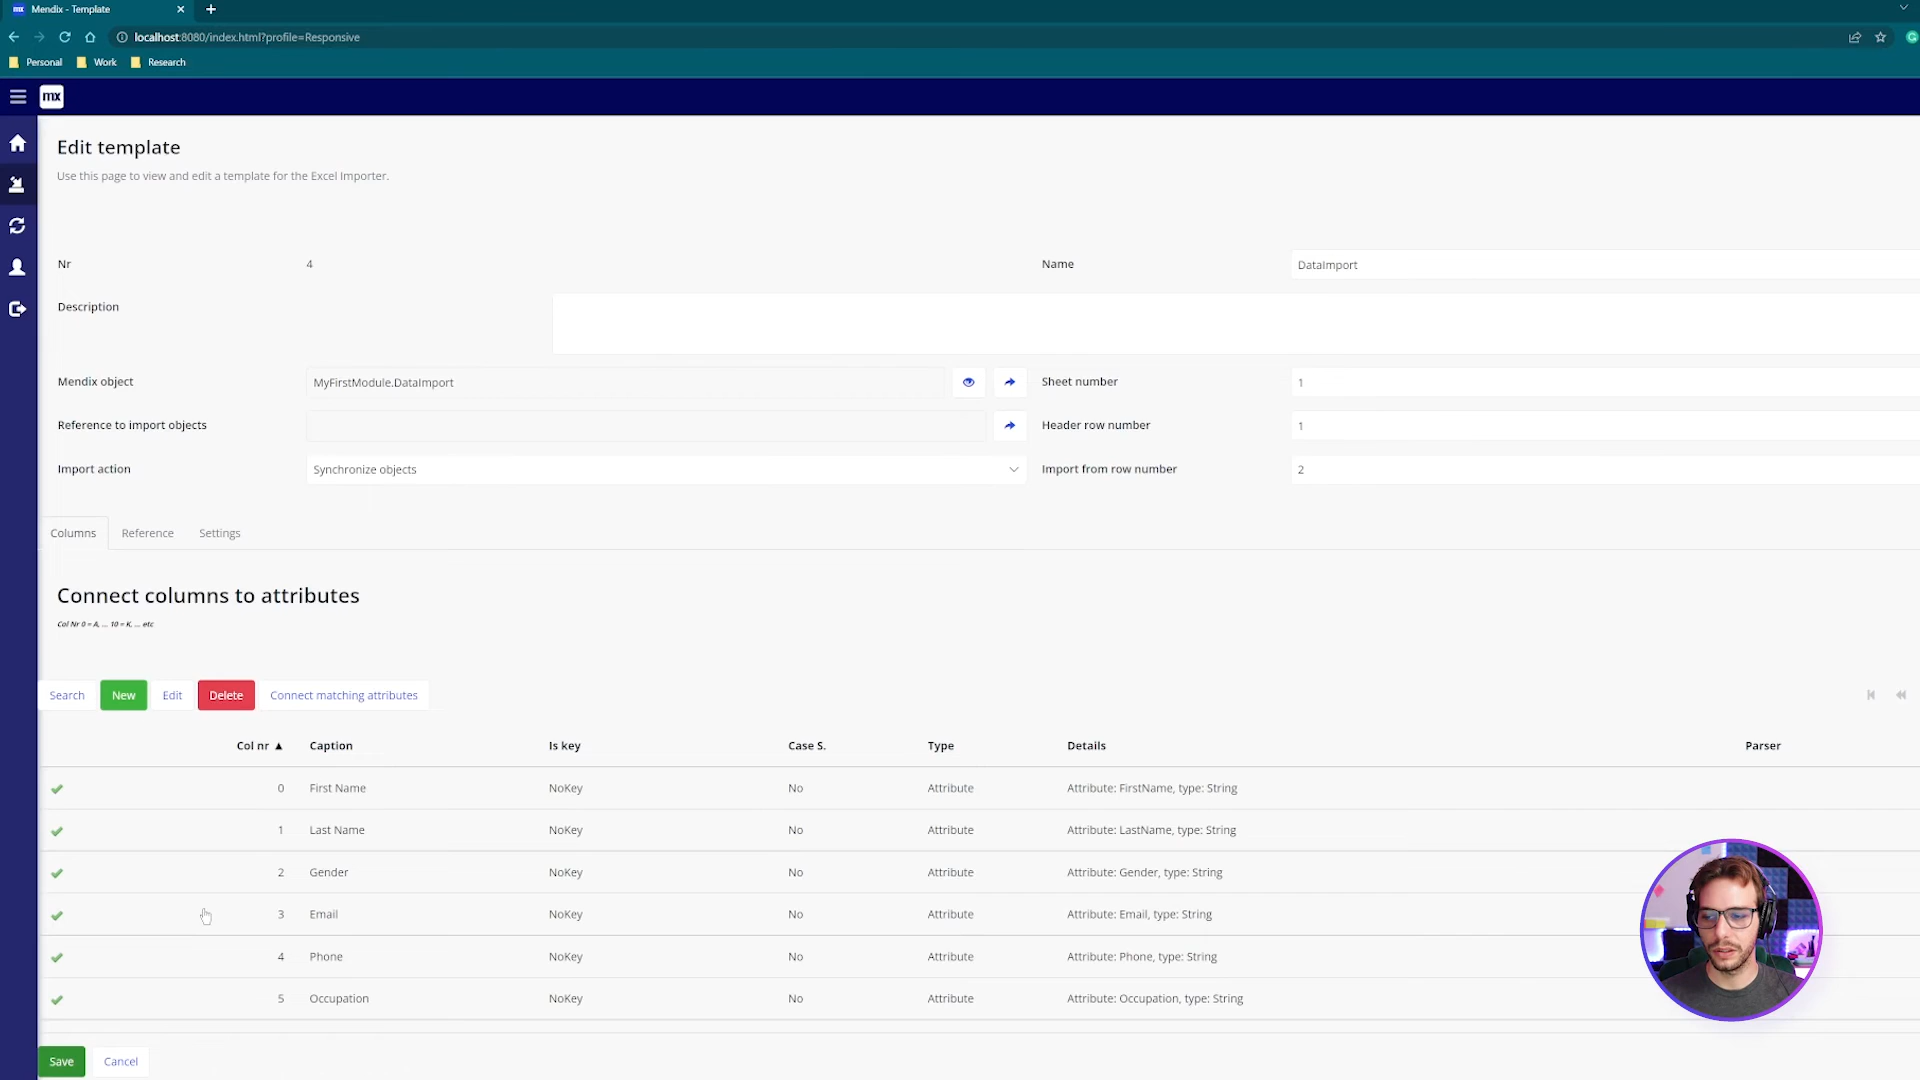 mx Mendix - Template
localhost:8080/index.html?profile=Responsive
Personal Work Research
mx
Edit template
Use this page to view and edit a template for the Excel Importer.
Nr 4 Name DataImport
Description
Mendix object MyFirstModule.DataImport Sheet number 1
Reference to import objects Header row number 1
Import action Synchronize objects Import from row number 2
Columns Reference Settings
Connect columns to attributes
Col Nr 0 = A, ... 10 = K, ... etc
Search New Edit Delete Connect matching attributes
Col nr ▲ Caption Is key Case S. Type Details Parser
0 First Name NoKey No Attribute Attribute: FirstName, type: String
1 Last Name NoKey No Attribute Attribute: LastName, type: String
2 Gender NoKey No Attribute Attribute: Gender, type: String
3 Email NoKey No Attribute Attribute: Email, type: String
4 Phone NoKey No Attribute Attribute: Phone, type: String
5 Occupation NoKey No Attribute Attribute: Occupation, type: String
Save Cancel